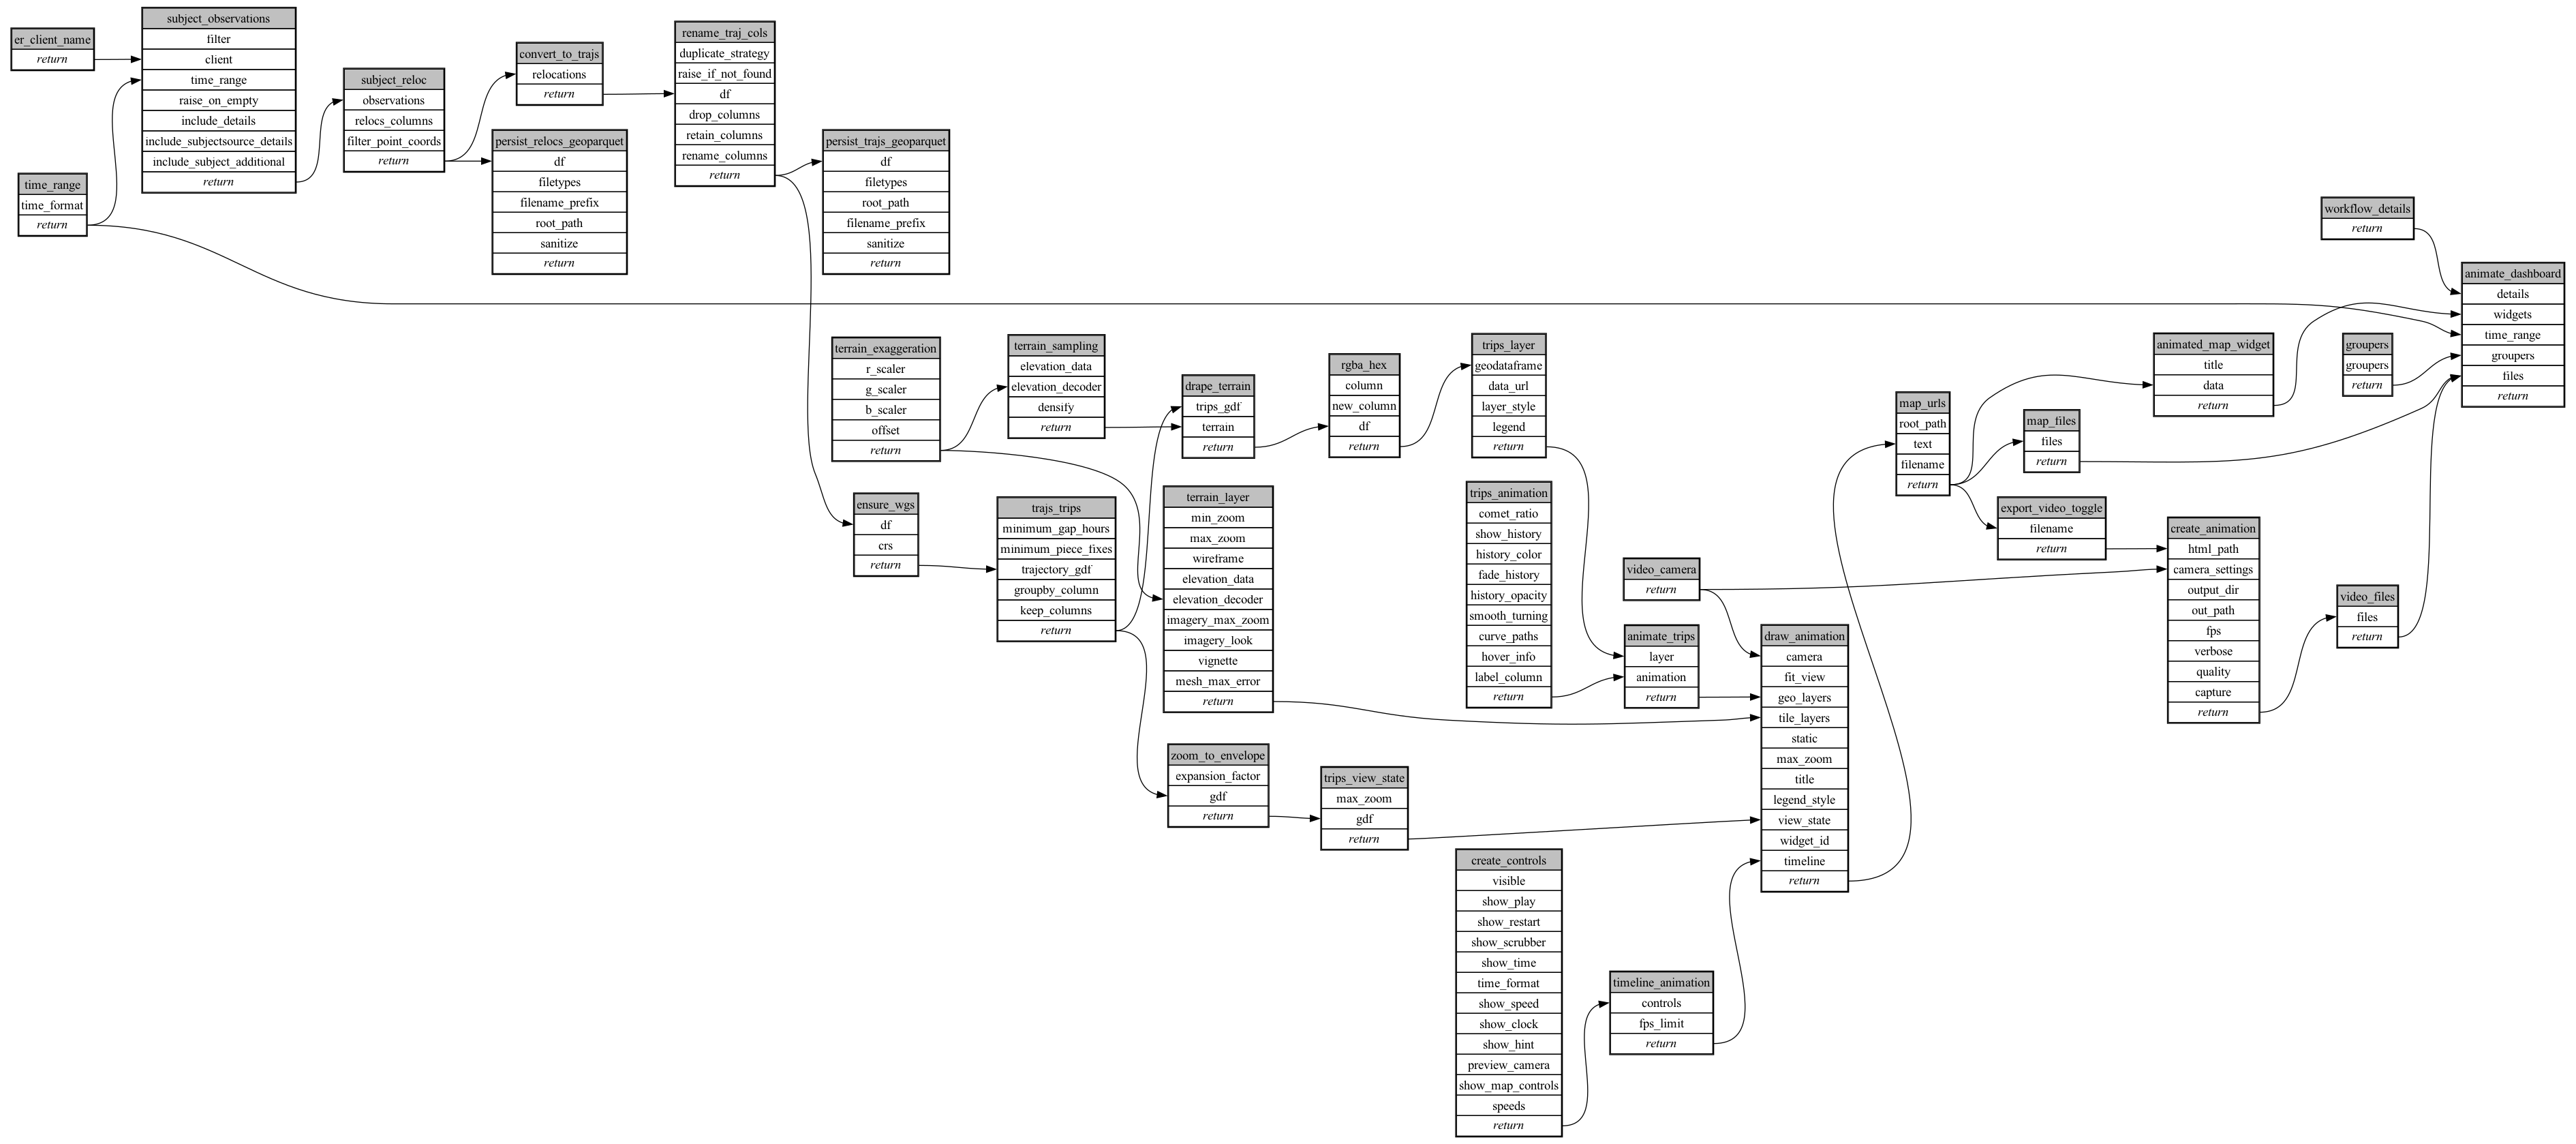 er_client_name
return
time_range
time_format
return
subject_observations
filter
client
time_range
raise_on_empty
include_details
include_subjectsource_details
include_subject_additional
return
subject_reloc
observations
relocs_columns
filter_point_coords
return
convert_to_trajs
relocations
return
persist_relocs_geoparquet
df
filetypes
filename_prefix
root_path
sanitize
return
rename_traj_cols
duplicate_strategy
raise_if_not_found
df
drop_columns
retain_columns
rename_columns
return
persist_trajs_geoparquet
df
filetypes
root_path
filename_prefix
sanitize
return
terrain_exaggeration
r_scaler
g_scaler
b_scaler
offset
return
ensure_wgs
df
crs
return
terrain_sampling
elevation_data
elevation_decoder
densify
return
trajs_trips
minimum_gap_hours
minimum_piece_fixes
trajectory_gdf
groupby_column
keep_columns
return
drape_terrain
trips_gdf
terrain
return
terrain_layer
min_zoom
max_zoom
wireframe
elevation_data
elevation_decoder
imagery_max_zoom
imagery_look
vignette
mesh_max_error
return
zoom_to_envelope
expansion_factor
gdf
return
rgba_hex
column
new_column
df
return
trips_view_state
max_zoom
gdf
return
trips_layer
geodataframe
data_url
layer_style
legend
return
trips_animation
comet_ratio
show_history
history_color
fade_history
history_opacity
smooth_turning
curve_paths
hover_info
label_column
return
create_controls
visible
show_play
show_restart
show_scrubber
show_time
time_format
show_speed
show_clock
show_hint
preview_camera
show_map_controls
speeds
return
video_camera
return
animate_trips
layer
animation
return
timeline_animation
controls
fps_limit
return
draw_animation
camera
fit_view
geo_layers
tile_layers
static
max_zoom
title
legend_style
view_state
widget_id
timeline
return
map_urls
root_path
text
filename
return
map_files
files
return
export_video_toggle
filename
return
animated_map_widget
title
data
return
create_animation
html_path
camera_settings
output_dir
out_path
fps
verbose
quality
capture
return
workflow_details
return
groupers
groupers
return
video_files
files
return
animate_dashboard
details
widgets
time_range
groupers
files
return